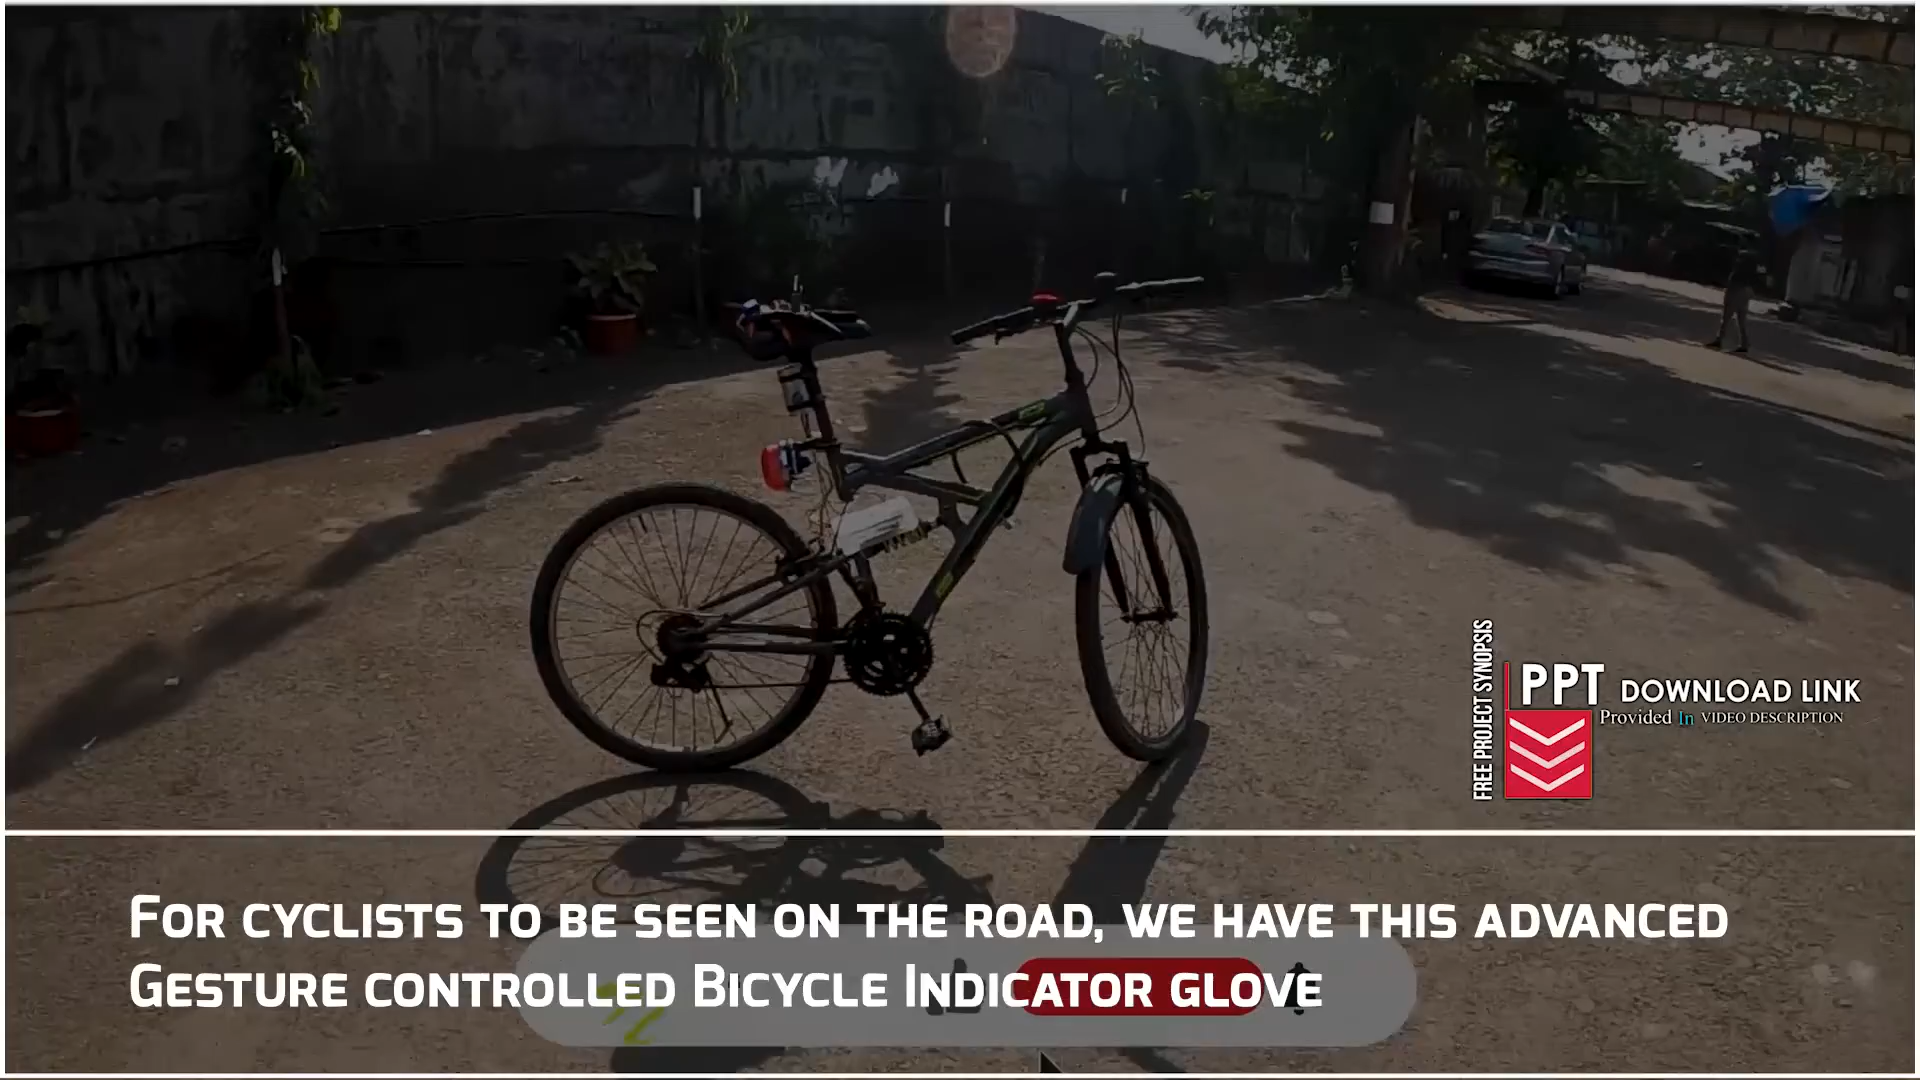 FREE PROJECT SYNOPSIS
PPT DOWNLOAD LINK
Provided In VIDEO DESCRIPTION
FOR CYCLISTS TO BE SEEN ON THE ROAD, WE HAVE THIS ADVANCED
GESTURE CONTROLLED BICYCLE INDICATOR GLOVE